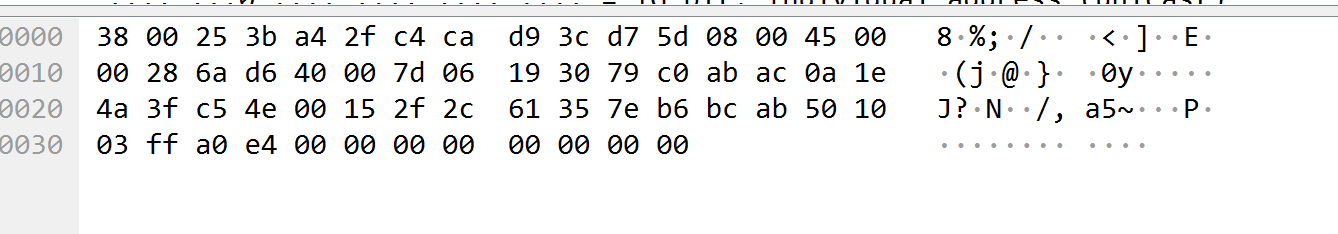 0000 38 00 25 3b a4 2f c4 ca d9 3c d7 5d 08 00 45 00 8·%;·/·· ·<·]··E·
0010 00 28 6a d6 40 00 7d 06 19 30 79 c0 ab ac 0a 1e ·(j·@·}· ·0y·····
0020 4a 3f c5 4e 00 15 2f 2c 61 35 7e b6 bc ab 50 10 J?·N··/, a5~···P·
0030 03 ff a0 e4 00 00 00 00 00 00 00 00 ········ ····